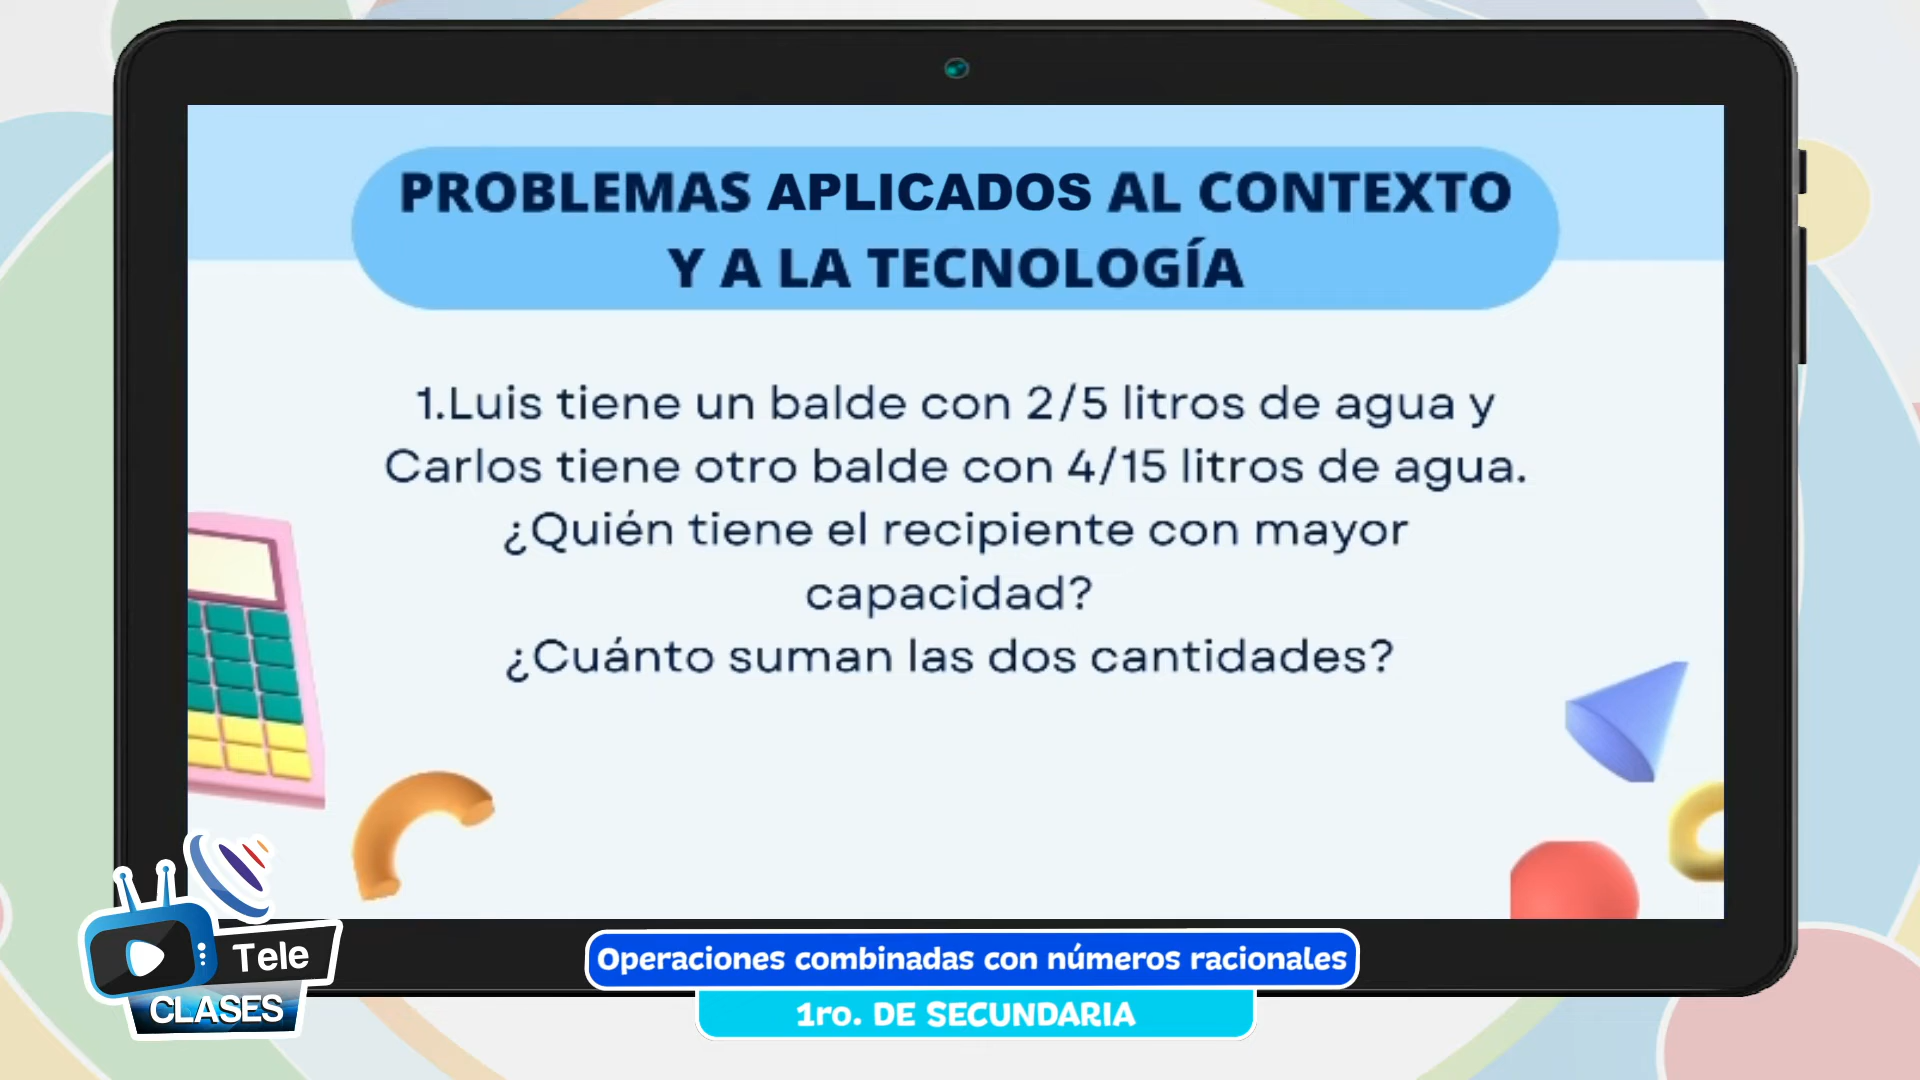 PROBLEMAS APLICADOS AL CONTEXTO
Y A LA TECNOLOGÍA
1.Luis tiene un balde con 2/5 litros de agua y
Carlos tiene otro balde con 4/15 litros de agua.
¿Quién tiene el recipiente con mayor
capacidad?
¿Cuánto suman las dos cantidades?
Tele
CLASES
Operaciones combinadas con números racionales
1ro. DE SECUNDARIA